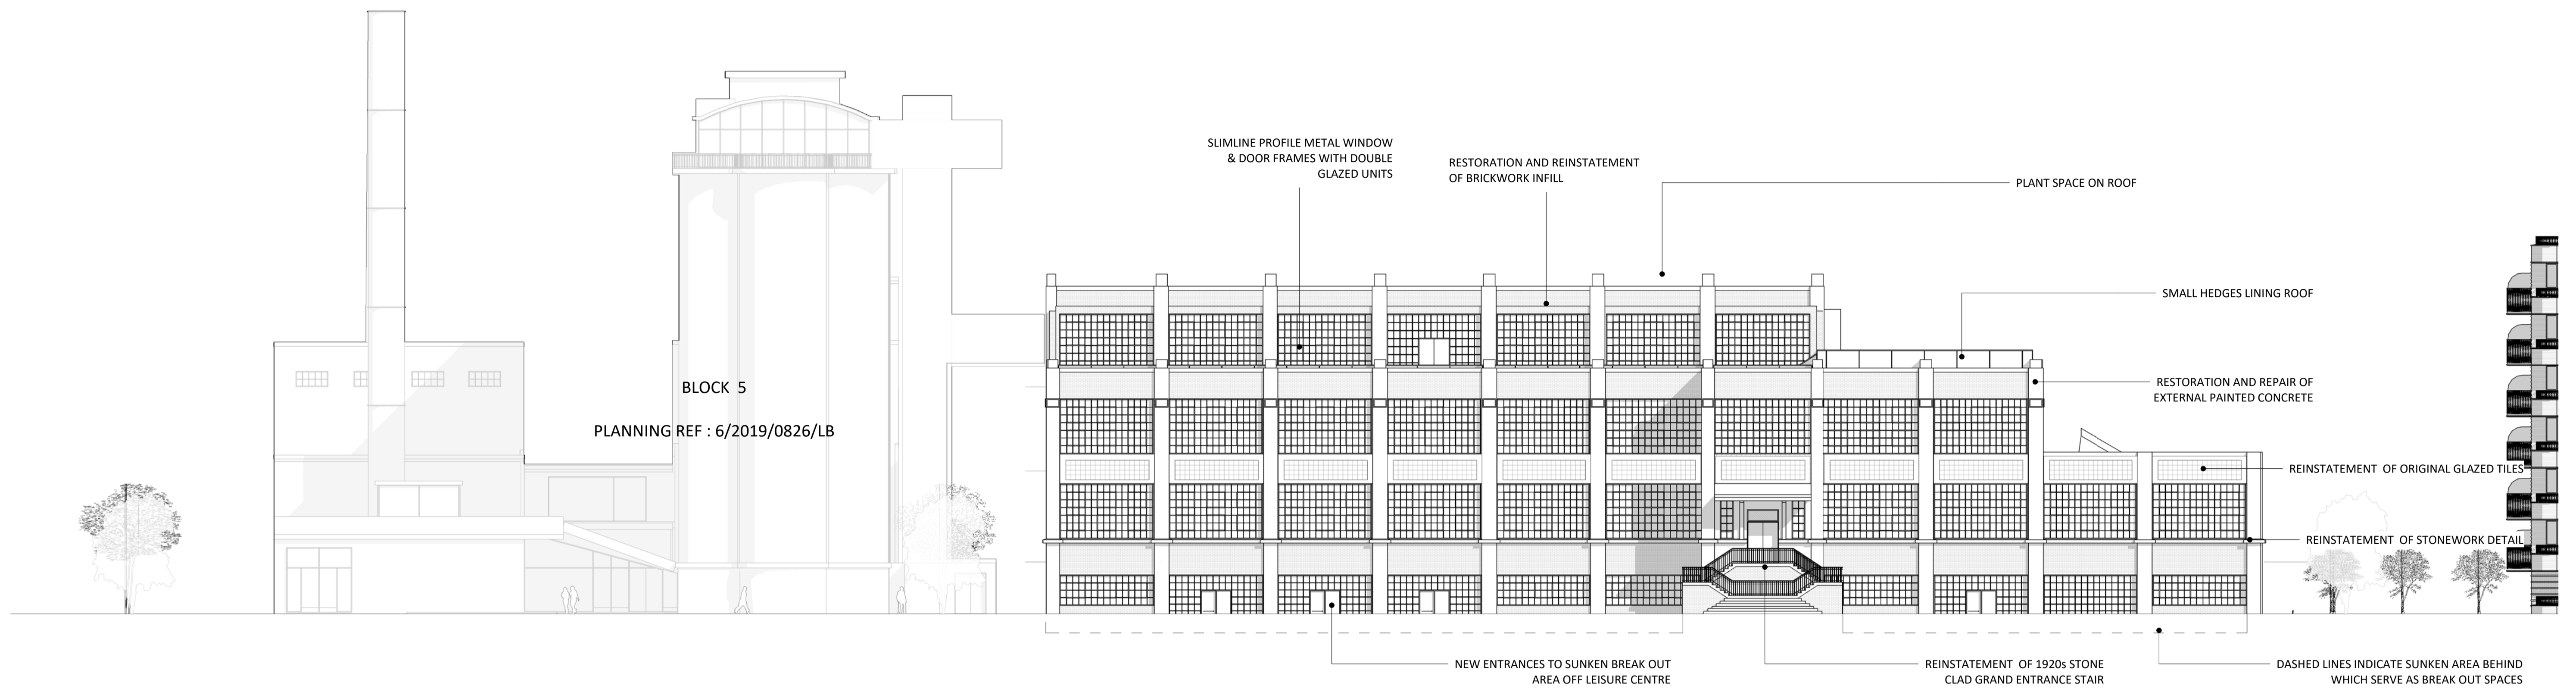 SLIMLINE PROFILE METAL WINDOW
& DOOR FRAMES WITH DOUBLE
GLAZED UNITS
RESTORATION AND REINSTATEMENT
OF BRICKWORK INFILL
PLANT SPACE ON ROOF
SMALL HEDGES LINING ROOF
BLOCK 5
PLANNING REF : 6/2019/0826/LB
RESTORATION AND REPAIR OF
EXTERNAL PAINTED CONCRETE
REINSTATEMENT OF ORIGINAL GLAZED TILES
REINSTATEMENT OF STONEWORK DETAIL
NEW ENTRANCES TO SUNKEN BREAK OUT
AREA OFF LEISURE CENTRE
REINSTATEMENT OF 1920s STONE
CLAD GRAND ENTRANCE STAIR
DASHED LINES INDICATE SUNKEN AREA BEHIND
WHICH SERVE AS BREAK OUT SPACES